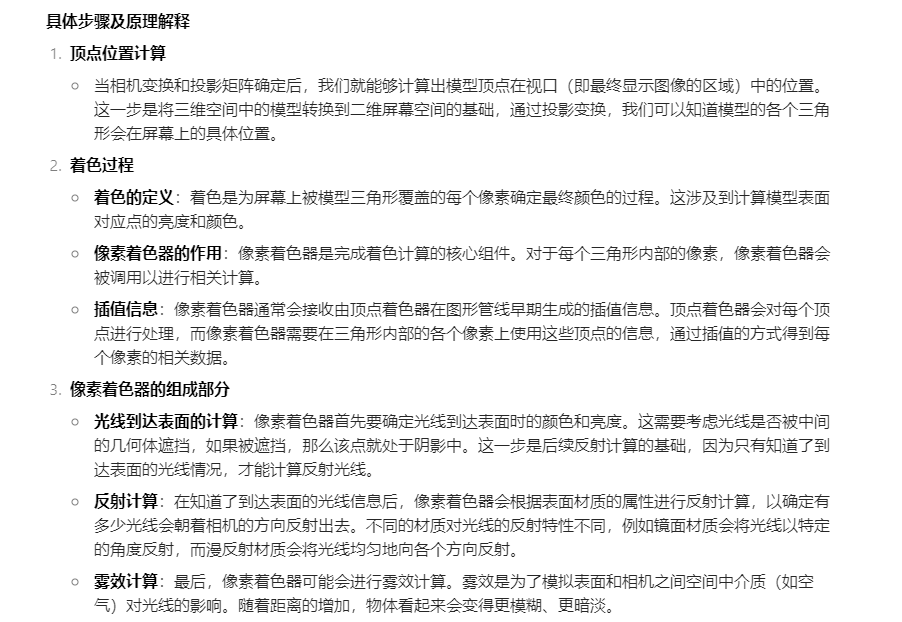 具体步骤及原理解释
1. 顶点位置计算
○ 当相机变换和投影矩阵确定后，我们就能够计算出模型顶点在视口（即最终显示图像的区域）中的位置。
这一步是将三维空间中的模型转换到二维屏幕空间的基础，通过投影变换，我们可以知道模型的各个三角
形会在屏幕上的具体位置。
2. 着色过程
○ 着色的定义：着色是为屏幕上被模型三角形覆盖的每个像素确定最终颜色的过程。这涉及到计算模型表面
对应点的亮度和颜色。
○ 像素着色器的作用：像素着色器是完成着色计算的核心组件。对于每个三角形内部的像素，像素着色器会
被调用以进行相关计算。
○ 插值信息：像素着色器通常会接收由顶点着色器在图形管线早期生成的插值信息。顶点着色器会对每个顶
点进行处理，而像素着色器需要在三角形内部的各个像素上使用这些顶点的信息，通过插值的方式得到每
个像素的相关数据。
3. 像素着色器的组成部分
○ 光线到达表面的计算：像素着色器首先要确定光线到达表面时的颜色和亮度。这需要考虑光线是否被中间
的几何体遮挡，如果被遮挡，那么该点就处于阴影中。这一步是后续反射计算的基础，因为只有知道了到
达表面的光线情况，才能计算反射光线。
○ 反射计算：在知道了到达表面的光线信息后，像素着色器会根据表面材质的属性进行反射计算，以确定有
多少光线会朝着相机的方向反射出去。不同的材质对光线的反射特性不同，例如镜面材质会将光线以特定
的角度反射，而漫反射材质会将光线均匀地向各个方向反射。
○ 雾效计算：最后，像素着色器可能会进行雾效计算。雾效是为了模拟表面和相机之间空间中介质（如空
气）对光线的影响。随着距离的增加，物体看起来会变得更模糊、更暗淡。